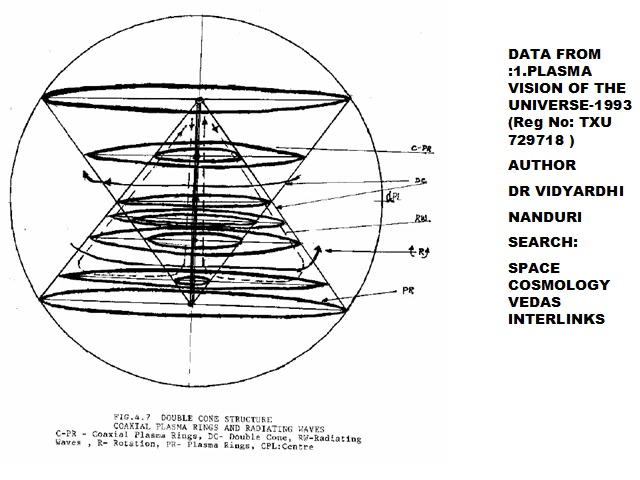 DATA FROM
:1.PLASMA
VISION OF THE
UNIVERSE-1993
(Reg No: TXU
729718 )
AUTHOR
DR VIDYARDHI
NANDURI
SEARCH:
SPACE
COSMOLOGY
VEDAS
INTERLINKS
C-PR
DC
PL
RW
R
PR
FIG.4.7 DOUBLE CONE STRUCTURE
COAXIAL PLASMA RINGS AND RADIATING WAVES
C-PR - Coaxial Plasma Rings, DC- Double Cone, RW-Radiating
Waves , R- Rotation, PR- Plasma Rings, CPL:Centre